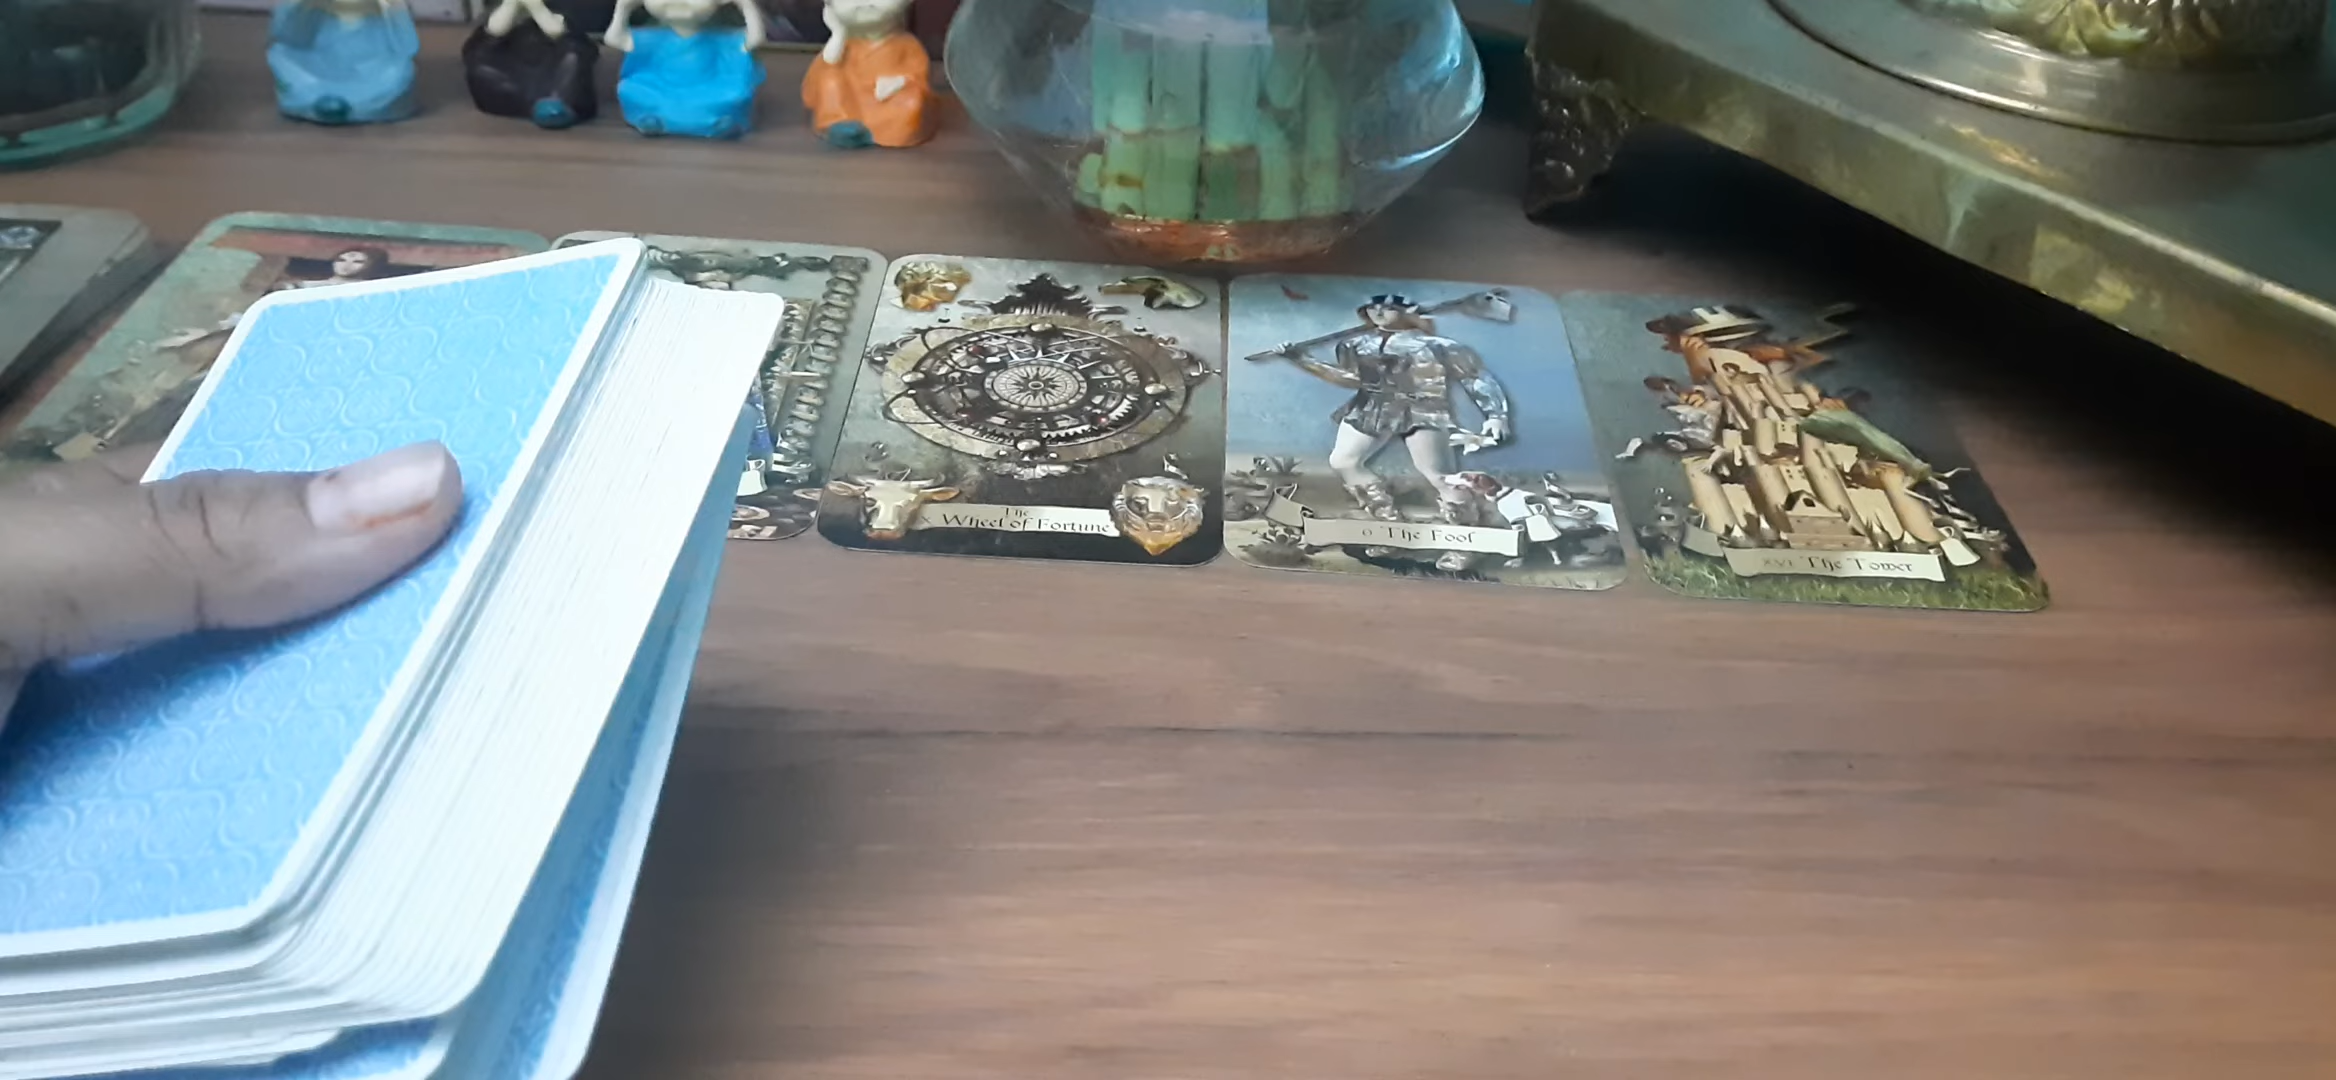 The
X Wheel of Fortune
0 The Fool
XVI The Tower